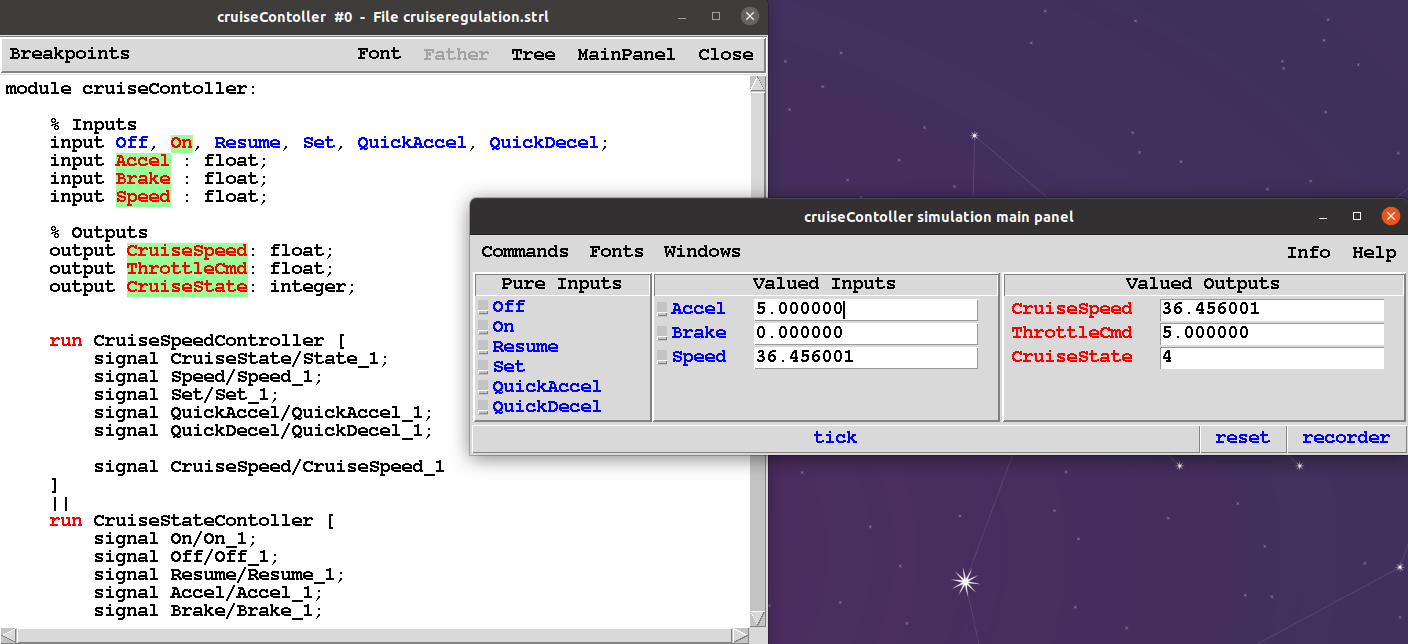 cruiseContoller #0 - File cruiseregulation.strl
Breakpoints Font Father Tree MainPanel Close
module cruiseContoller:
% Inputs
input Off, On, Resume, Set, QuickAccel, QuickDecel;
input Accel : float;
input Brake : float;
input Speed : float;
% Outputs
output CruiseSpeed: float;
output ThrottleCmd: float;
output CruiseState: integer;
run CruiseSpeedController [
signal CruiseState/State_1;
signal Speed/Speed_1;
signal Set/Set_1;
signal QuickAccel/QuickAccel_1;
signal QuickDecel/QuickDecel_1;
signal CruiseSpeed/CruiseSpeed_1
]
||
run CruiseStateContoller [
signal On/On_1;
signal Off/Off_1;
signal Resume/Resume_1;
signal Accel/Accel_1;
signal Brake/Brake_1;
cruiseContoller simulation main panel
Commands Fonts Windows Info Help
Pure Inputs Valued Inputs Valued Outputs
Off
On
Resume
Set
QuickAccel
QuickDecel
Accel 5.000000
Brake 0.000000
Speed 36.456001
CruiseSpeed 36.456001
ThrottleCmd 5.000000
CruiseState 4
tick reset recorder